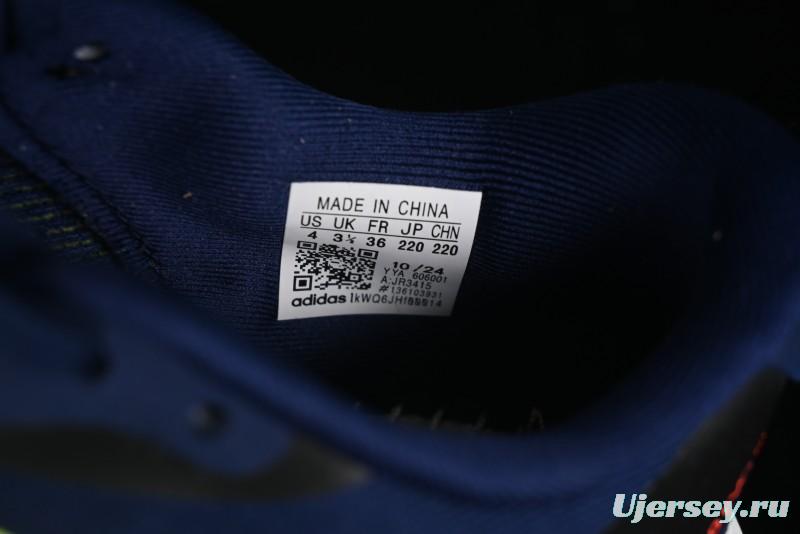 MADE IN CHINA
US UK FR JP CHN
4 3½ 36 220 220
10/24
YYA 606001
A:JR3415
#136103931
adidas
Ujersey.ru